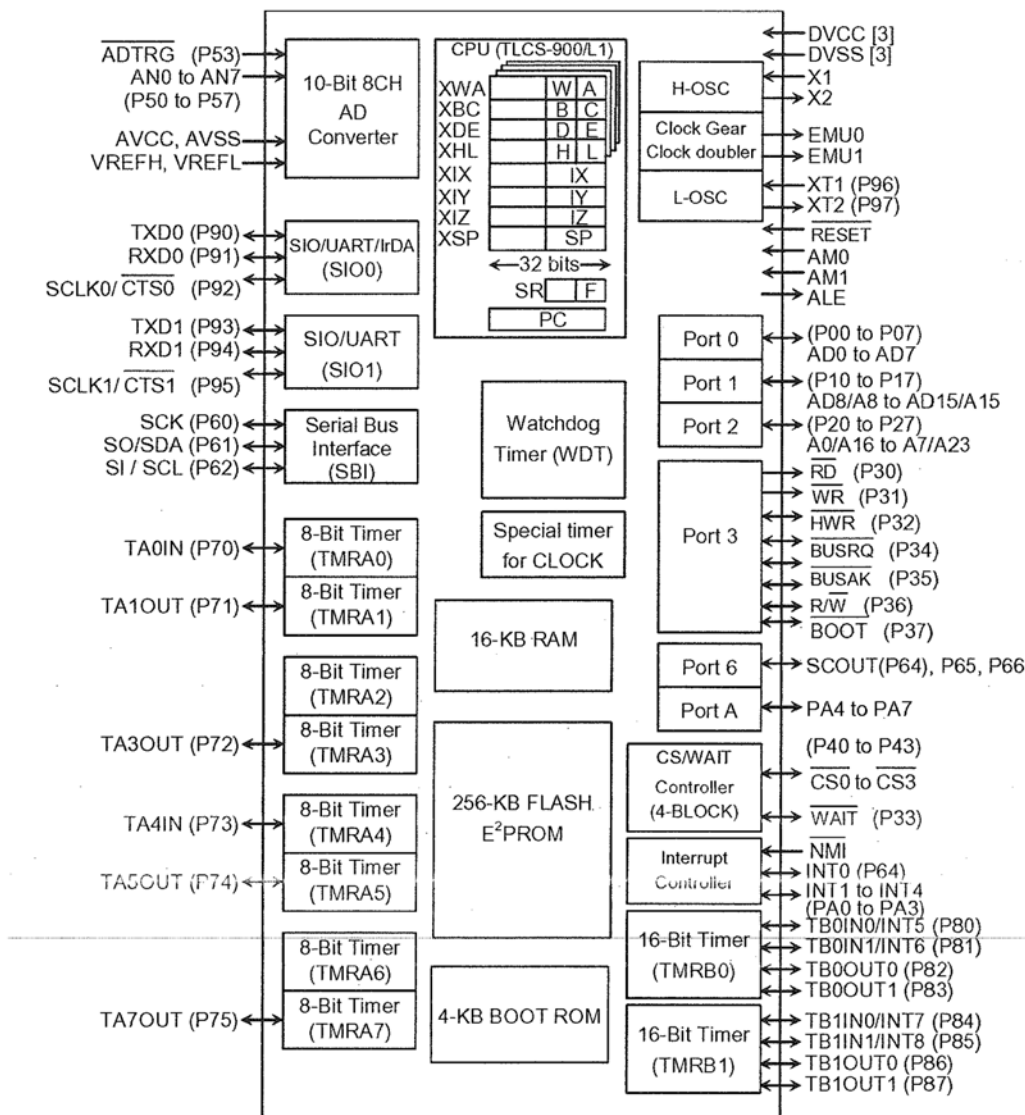 ADTRG (P53)
AN0 to AN7
(P50 to P57)
AVCC, AVSS
VREFH, VREFL
10-Bit 8CH
AD
Converter
TXD0 (P90)
RXD0 (P91)
SCLK0/ CTS0 (P92)
SIO/UART/IrDA
(SIO0)
TXD1 (P93)
RXD1 (P94)
SCLK1/ CTS1 (P95)
SIO/UART
(SIO1)
SCK (P60)
SO/SDA (P61)
SI / SCL (P62)
Serial Bus
Interface
(SBI)
TA0IN (P70)
8-Bit Timer
(TMRA0)
TA1OUT (P71)
8-Bit Timer
(TMRA1)
8-Bit Timer
(TMRA2)
TA3OUT (P72)
8-Bit Timer
(TMRA3)
TA4IN (P73)
8-Bit Timer
(TMRA4)
TA5OUT (P74)
8-Bit Timer
(TMRA5)
8-Bit Timer
(TMRA6)
TA7OUT (P75)
8-Bit Timer
(TMRA7)
CPU (TLCS-900/L1)
XWA W A
XBC B C
XDE D E
XHL H L
XIX IX
XIY IY
XIZ IZ
XSP SP
32 bits
SR F
PC
Watchdog
Timer (WDT)
Special timer
for CLOCK
16-KB RAM
256-KB FLASH
E²PROM
4-KB BOOT ROM
DVCC [3]
DVSS [3]
H-OSC
X1
X2
Clock Gear
Clock doubler
EMU0
EMU1
L-OSC
XT1 (P96)
XT2 (P97)
RESET
AM0
AM1
ALE
Port 0
(P00 to P07)
AD0 to AD7
Port 1
(P10 to P17)
AD8/A8 to AD15/A15
Port 2
(P20 to P27)
A0/A16 to A7/A23
Port 3
RD (P30)
WR (P31)
HWR (P32)
BUSRQ (P34)
BUSAK (P35)
R/W (P36)
BOOT (P37)
Port 6
SCOUT(P64), P65, P66
Port A
PA4 to PA7
CS/WAIT
Controller
(4-BLOCK)
(P40 to P43)
CS0 to CS3
WAIT (P33)
Interrupt
Controller
NMI
INT0 (P64)
INT1 to INT4
(PA0 to PA3)
16-Bit Timer
(TMRB0)
TB0IN0/INT5 (P80)
TB0IN1/INT6 (P81)
TB0OUT0 (P82)
TB0OUT1 (P83)
16-Bit Timer
(TMRB1)
TB1IN0/INT7 (P84)
TB1IN1/INT8 (P85)
TB1OUT0 (P86)
TB1OUT1 (P87)